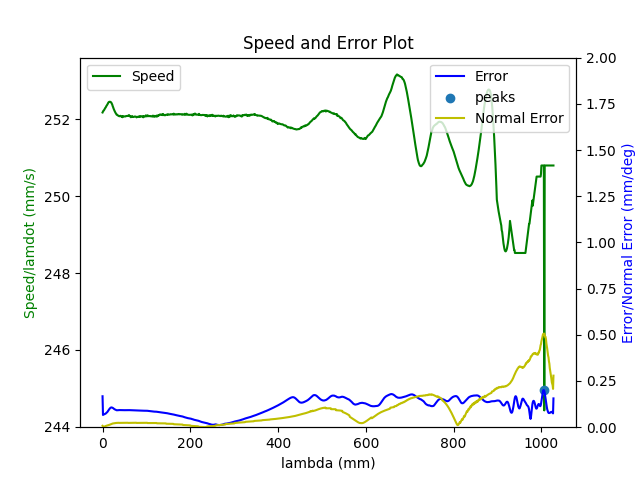 Speed and Error Plot
Speed
Error
peaks
Normal Error
Speed/lamdot (mm/s)
252
250
248
246
244
2.00
1.75
1.50
1.25
1.00
0.75
0.50
0.25
0.00
Error/Normal Error (mm/deg)
0 200 400 600 800 1000
lambda (mm)